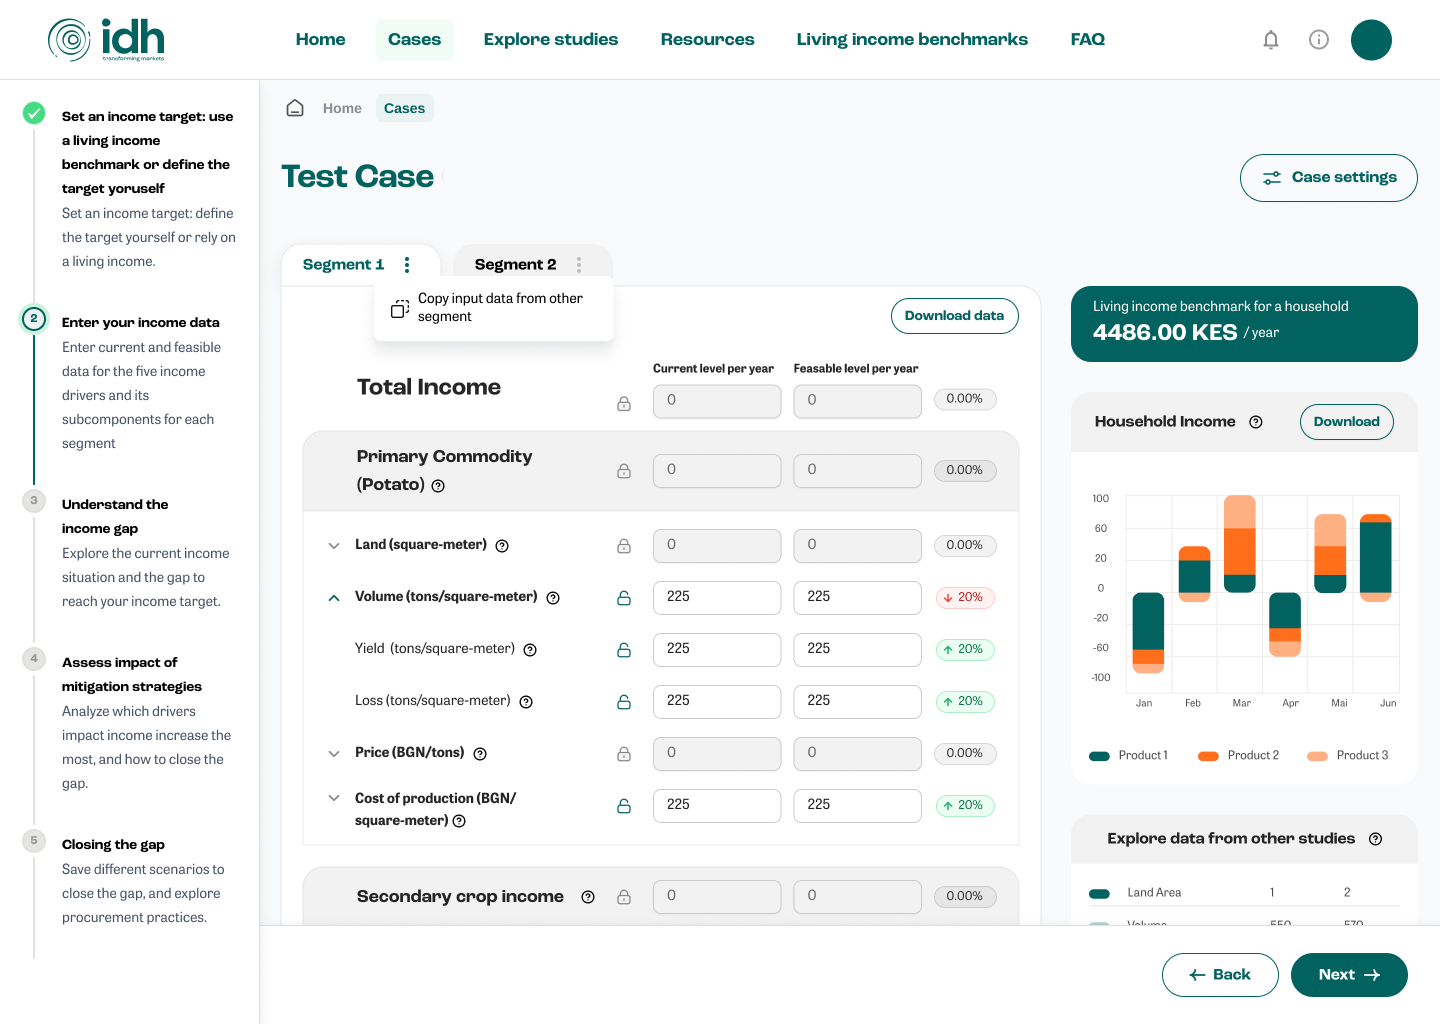 idh
transforming markets
Home
Cases
Explore studies
Resources
Living income benchmarks
FAQ
Set an income target: use
a living income
benchmark or define the
target yoruself
Set an income target: define
the target yourself or rely on
a living income.
2
Enter your income data
Enter current and feasible
data for the five income
drivers and its
subcomponents for each
segment
3
Understand the
income gap
Explore the current income
situation and the gap to
reach your income target.
4
Assess impact of
mitigation strategies
Analyze which drivers
impact income increase the
most, and how to close the
gap.
5
Closing the gap
Save different scenarios to
close the gap, and explore
procurement practices.
Home
Cases
Test Case
Case settings
Segment 1
Segment 2
Copy input data from other
segment
Download data
Current level per year
Feasable level per year
Total Income
0
0
0.00%
Primary Commodity
(Potato)
0
0
0.00%
Land (square-meter)
0
0
0.00%
Volume (tons/square-meter)
225
225
20%
Yield (tons/square-meter)
225
225
20%
Loss (tons/square-meter)
225
225
20%
Price (BGN/tons)
0
0
0.00%
Cost of production (BGN/
square-meter)
225
225
20%
Secondary crop income
0
0
0.00%
Living income benchmark for a household
4486.00 KES / year
Household Income
Download
100
60
20
0
-20
-60
-100
Jan
Feb
Mar
Apr
Mai
Jun
Product 1
Product 2
Product 3
Explore data from other studies
Land Area
1
2
Volume
550
570
Back
Next